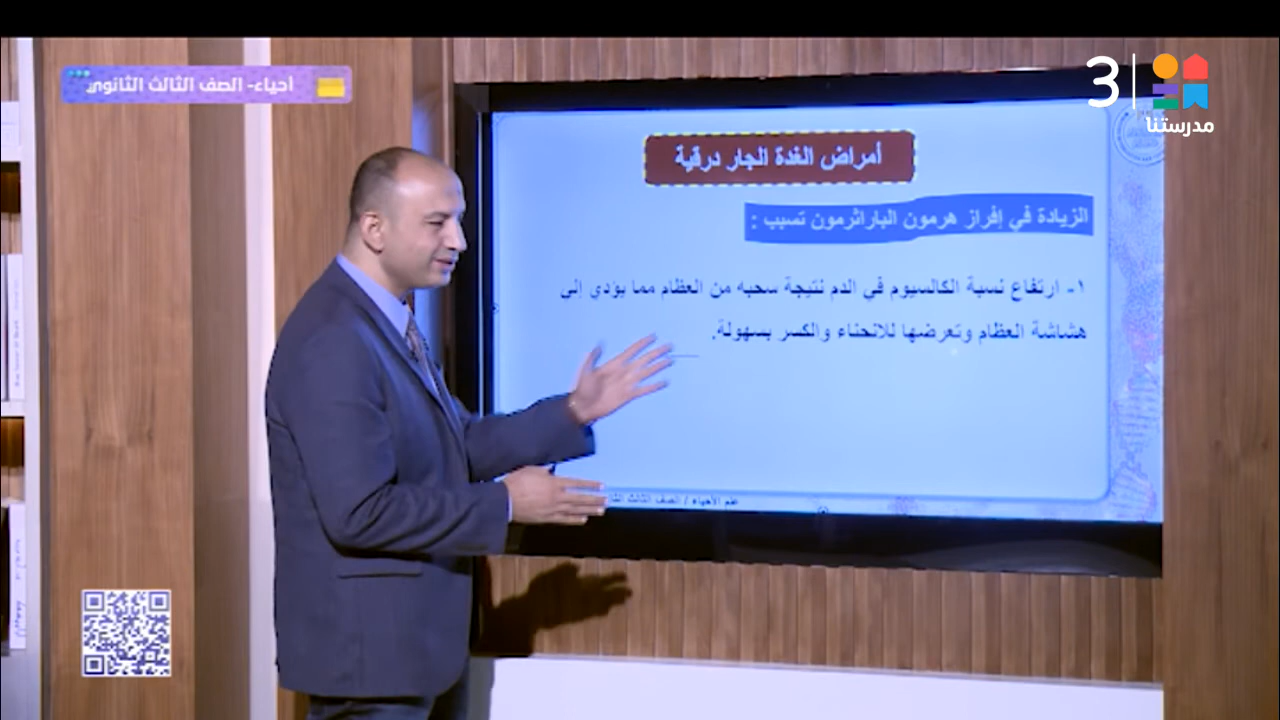 أحياء- الصف الثالث الثانوي
3
مدرستنا
أمراض الغدة الجار درقية
الزيادة في إفراز هرمون الباراثرمون تسبب :
١- ارتفاع نسبة الكالسيوم في الدم نتيجة سحبه من العظام مما يؤدي إلى
هشاشة العظام وتعرضها للانحناء والكسر بسهولة.
علم الأحياء / الصف الثالث